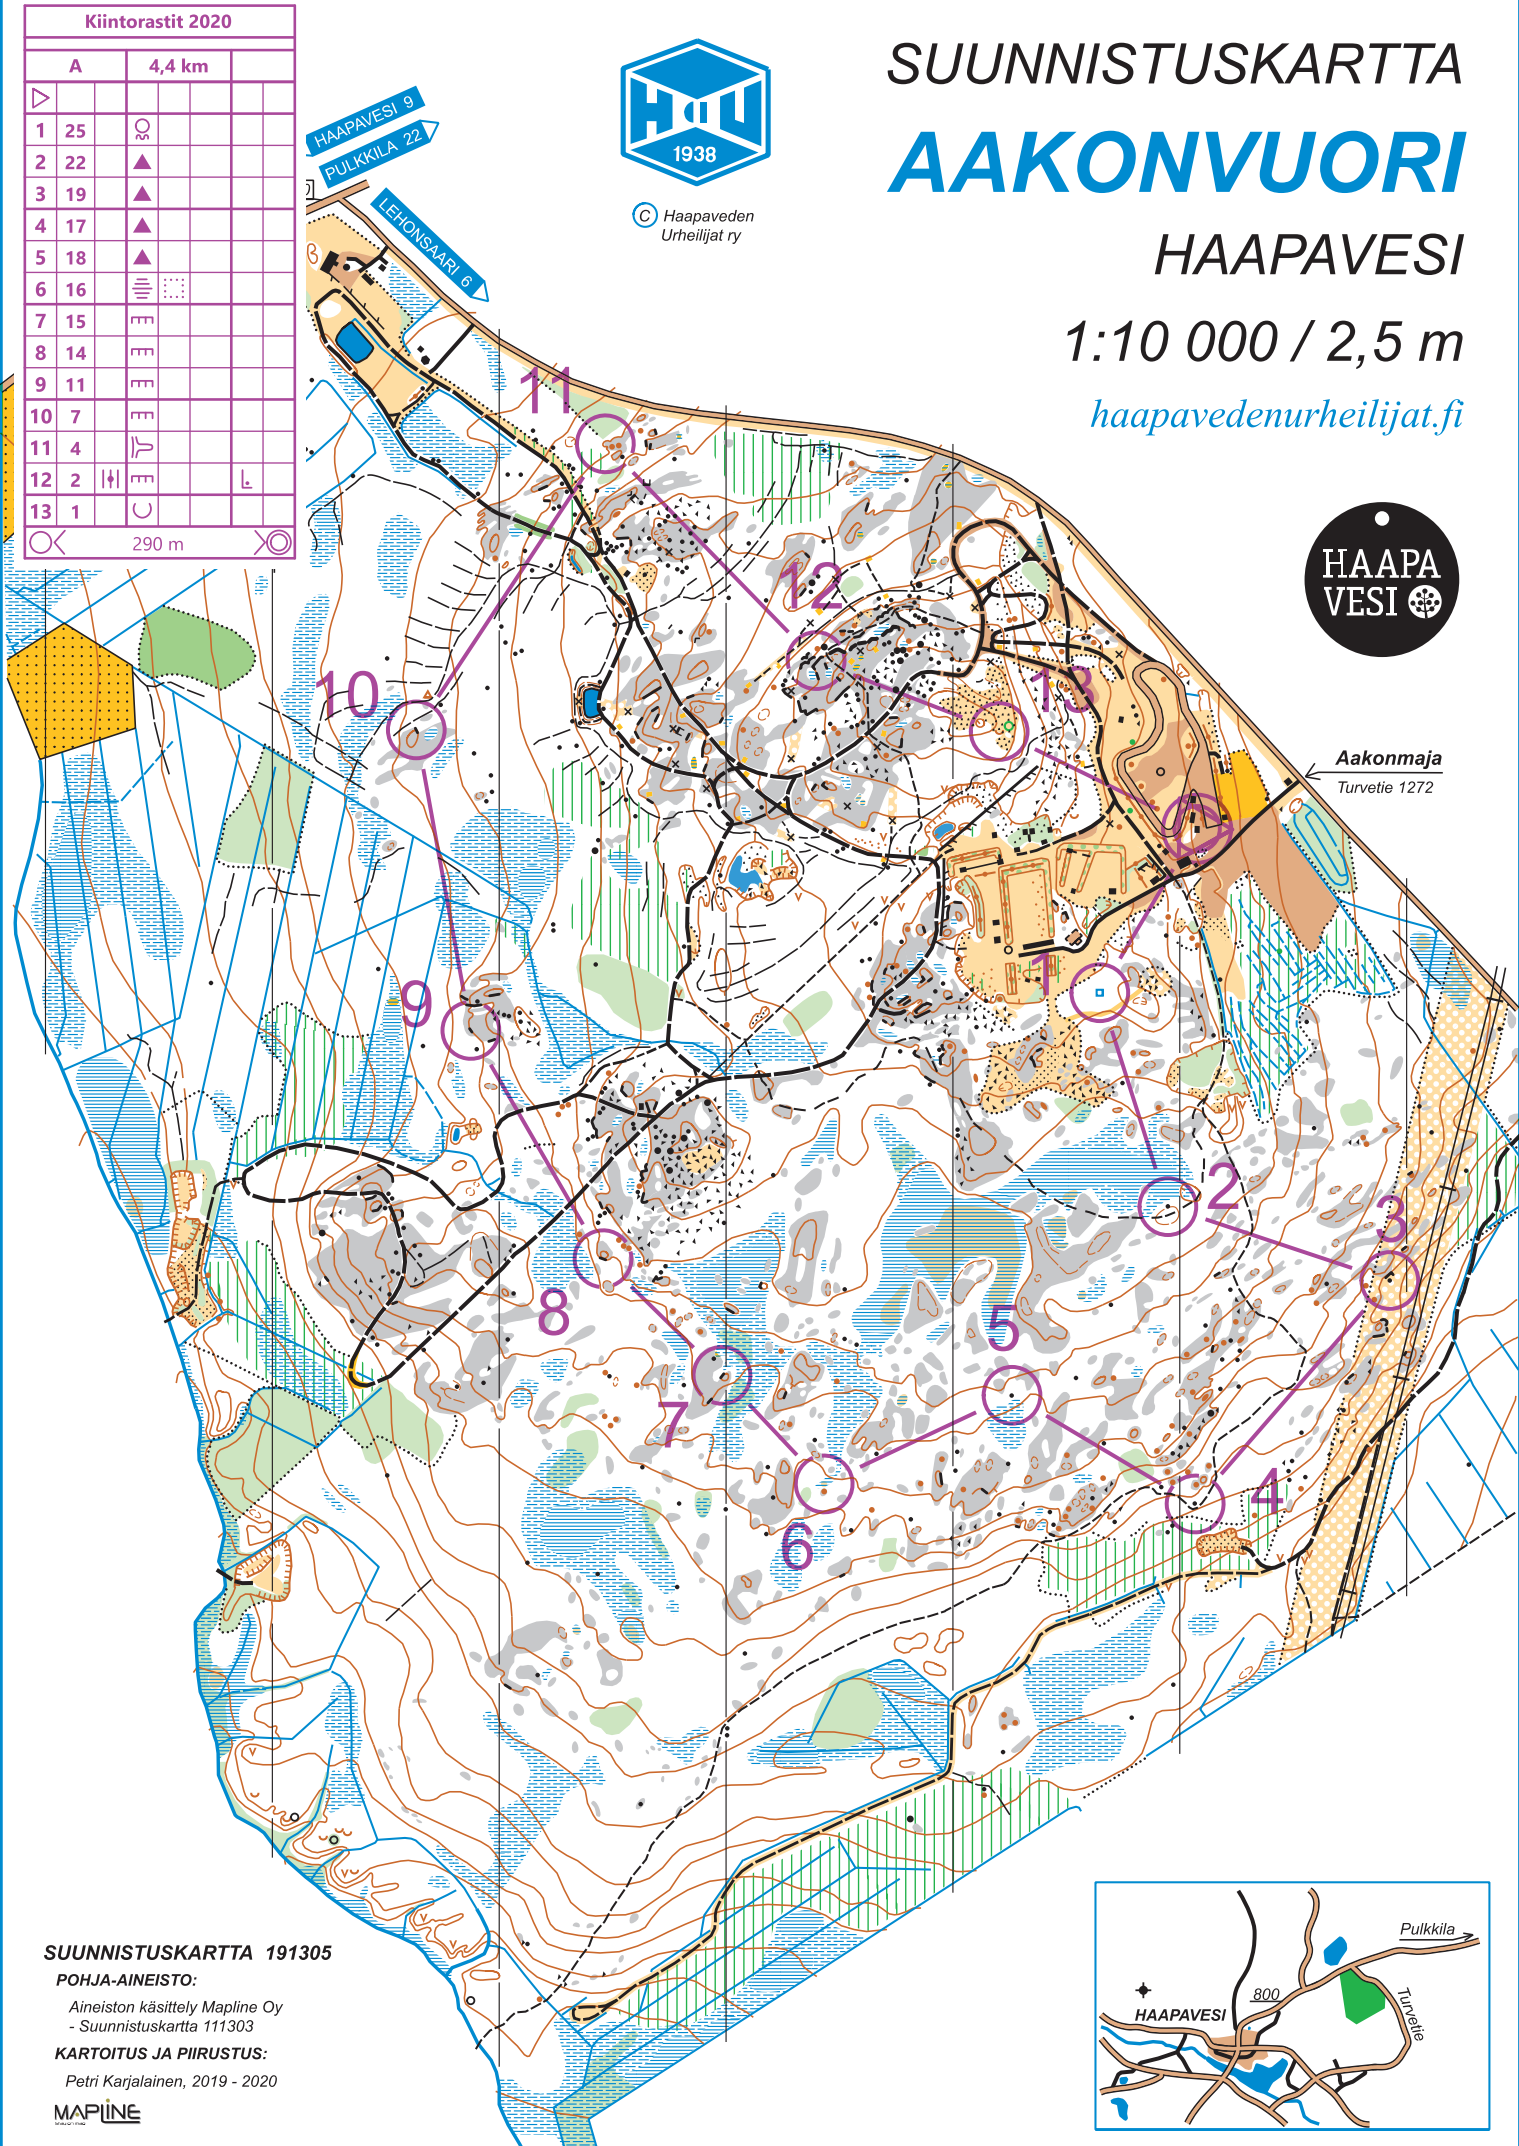 Kiintorastit 2020
A 4,4 km
1 25
2 22
3 19
4 17
5 18
6 16
7 15
8 14
9 11
10 7
11 4
12 2
13 1
290 m
HAAPAVESI 9
PULKKILA 22
LEHONSAARI 6
HaU
1938
C Haapaveden
Urheilijat ry
SUUNNISTUSKARTTA
AAKONVUORI
HAAPAVESI
1:10 000 / 2,5 m
haapavedenurheilijat.fi
HAAPA
VESI
Aakonmaja
Turvetie 1272
11
12
10
13
9
1
2
3
8
5
7
4
6
SUUNNISTUSKARTTA 191305
POHJA-AINEISTO:
Aineiston käsittely Mapline Oy
- Suunnistuskartta 111303
KARTOITUS JA PIIRUSTUS:
Petri Karjalainen, 2019 - 2020
MAPLINE
Pulkkila
800
HAAPAVESI
Turvetie